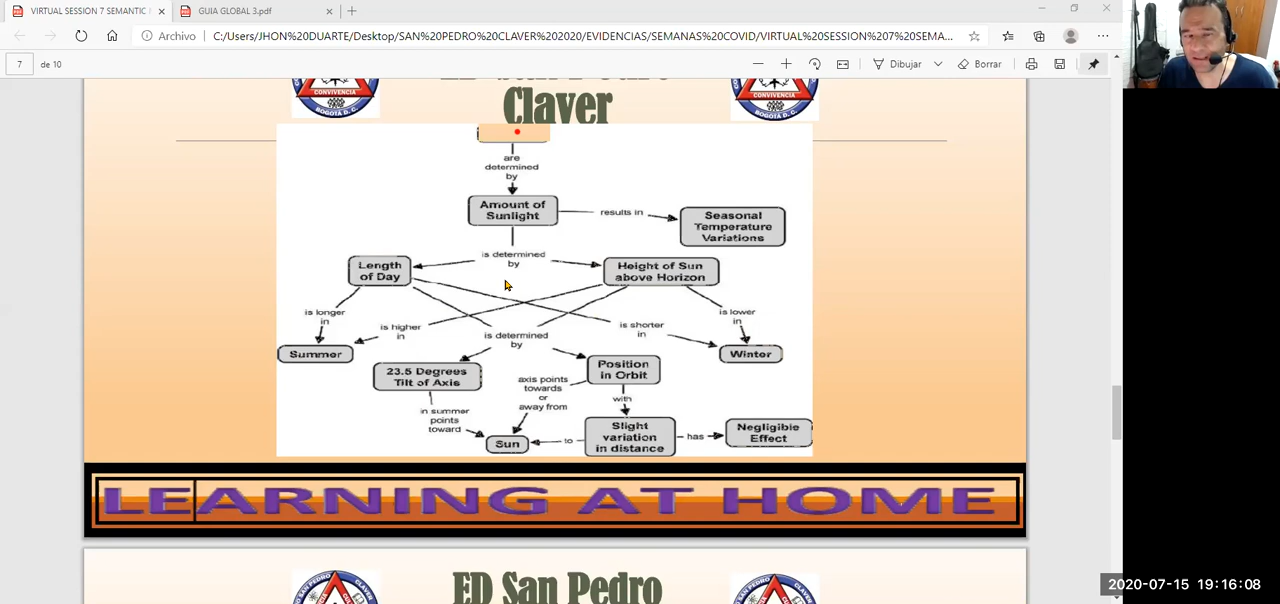 VIRTUAL SESSION 7 SEMANTIC
GUIA GLOBAL 3.pdf
Archivo
C:/Users/JHON%20DUARTE/Desktop/SAN%20PEDRO%20CLAVER%202020/EVIDENCIAS/SEMANAS%20COVID/VIRTUAL%20SESSION%207%20SEMA...
7
de 10
Dibujar
Borrar
CONVIVENCIA
BOGOTÁ D. C.
ED San Pedro
Claver
CONVIVENCIA
BOGOTÁ D. C.
are
determined
by
Amount of
Sunlight
results in
Seasonal
Temperature
Variations
is determined
by
Length
of Day
Height of Sun
above Horizon
is longer
in
is higher
in
is determined
by
is shorter
in
is lower
in
Summer
Winter
23.5 Degrees
Tilt of Axis
Position
in Orbit
axis points
towards
or
away from
with
in summer
points
toward
Sun
to
Slight
variation
in distance
has
Negligible
Effect
LEARNING AT HOME
ED San Pedro
2020-07-15 19:16:08